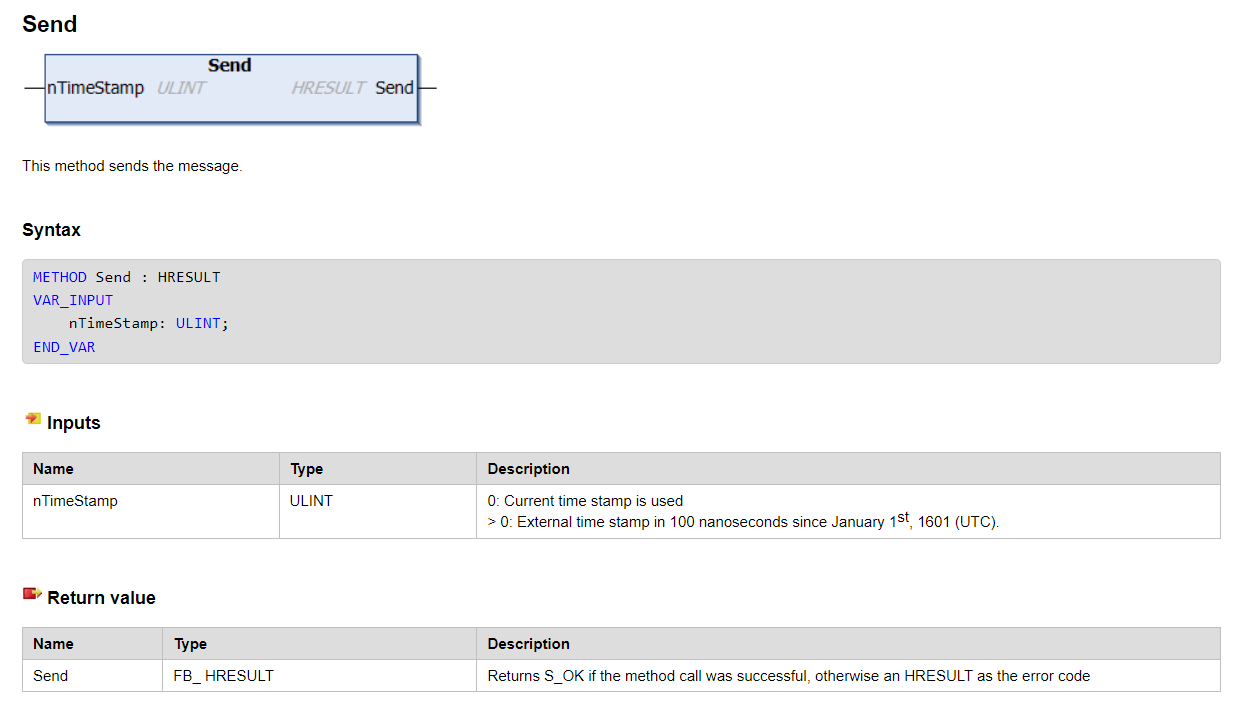 Send
Send
nTimeStamp ULINT HRESULT Send
This method sends the message.
Syntax
METHOD Send : HRESULT
VAR_INPUT
    nTimeStamp: ULINT;
END_VAR
Inputs
Name Type Description
nTimeStamp ULINT 0: Current time stamp is used
> 0: External time stamp in 100 nanoseconds since January 1st, 1601 (UTC).
Return value
Name Type Description
Send FB_ HRESULT Returns S_OK if the method call was successful, otherwise an HRESULT as the error code